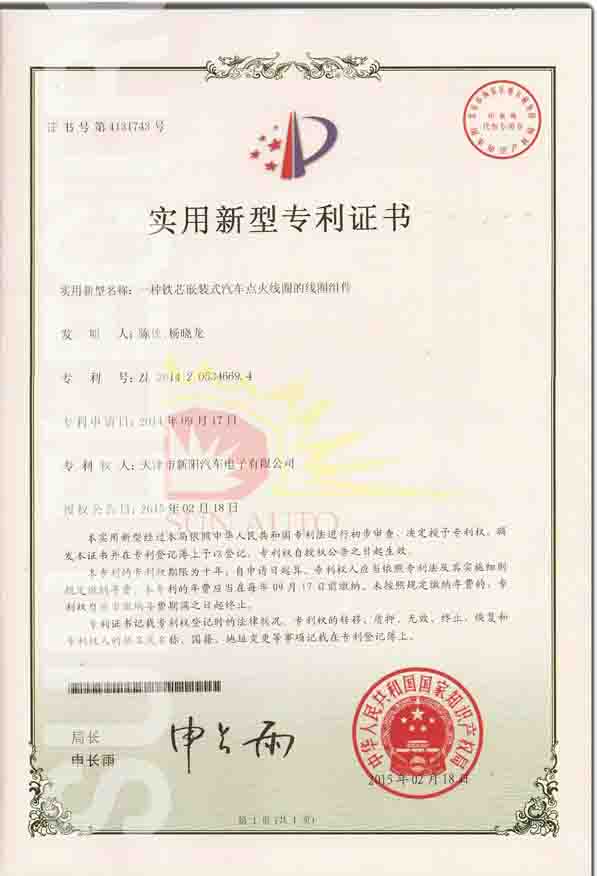 证书号第4131743号
实用新型专利证书
实用新型名称：一种铁芯嵌装式汽车点火线圈的线圈组件
发 明 人：陈 杨晓龙
专 利 号：ZL 2014 2 0534669.4
专利申请日：2014年09月17日
专 利 权 人：天津市新阳汽车电子有限公司
授权公告日：2015年02月18日
SUN AUTO
本实用新型经过本局依照中华人民共和国专利法进行初步审查，决定授予专利权，颁
发本证书并在专利登记簿上予以登记。专利权自授权公告之日起生效。
本专利的专利权期限为十年，自申请日起算。专利权人应当依照专利法及其实施细则
规定缴纳年费。本专利的年费应当在每年09月17日前缴纳。未按照规定缴纳年费的，专
利权自应当缴纳年费期满之日起终止。
专利证书记载专利权登记时的法律状况。专利权的转移、质押、无效、终止、恢复和
专利权人的姓名或名称、国籍、地址变更等事项记载在专利登记簿上。
局长
申长雨
申长雨
中华人民共和国国家知识产权局
2015年02月18日
第1页(共1页)